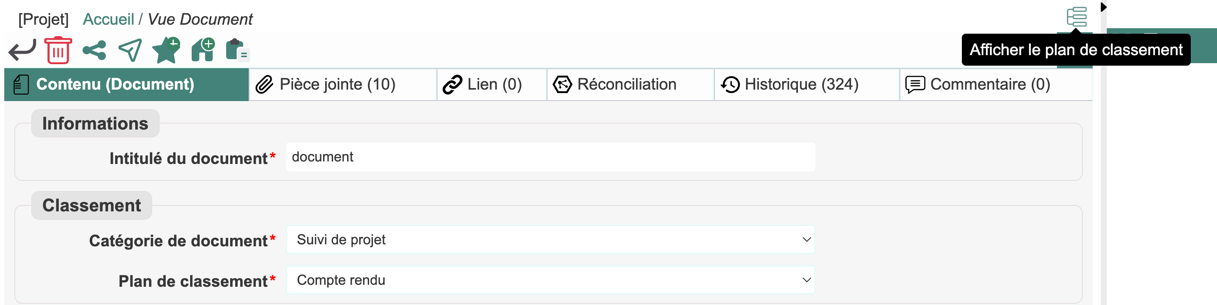 [Projet] Accueil / Vue Document
Afficher le plan de classement
Contenu (Document) Pièce jointe (10) Lien (0) Réconciliation Historique (324) Commentaire (0)
Informations
Intitulé du document* document
Classement
Catégorie de document* Suivi de projet
Plan de classement* Compte rendu